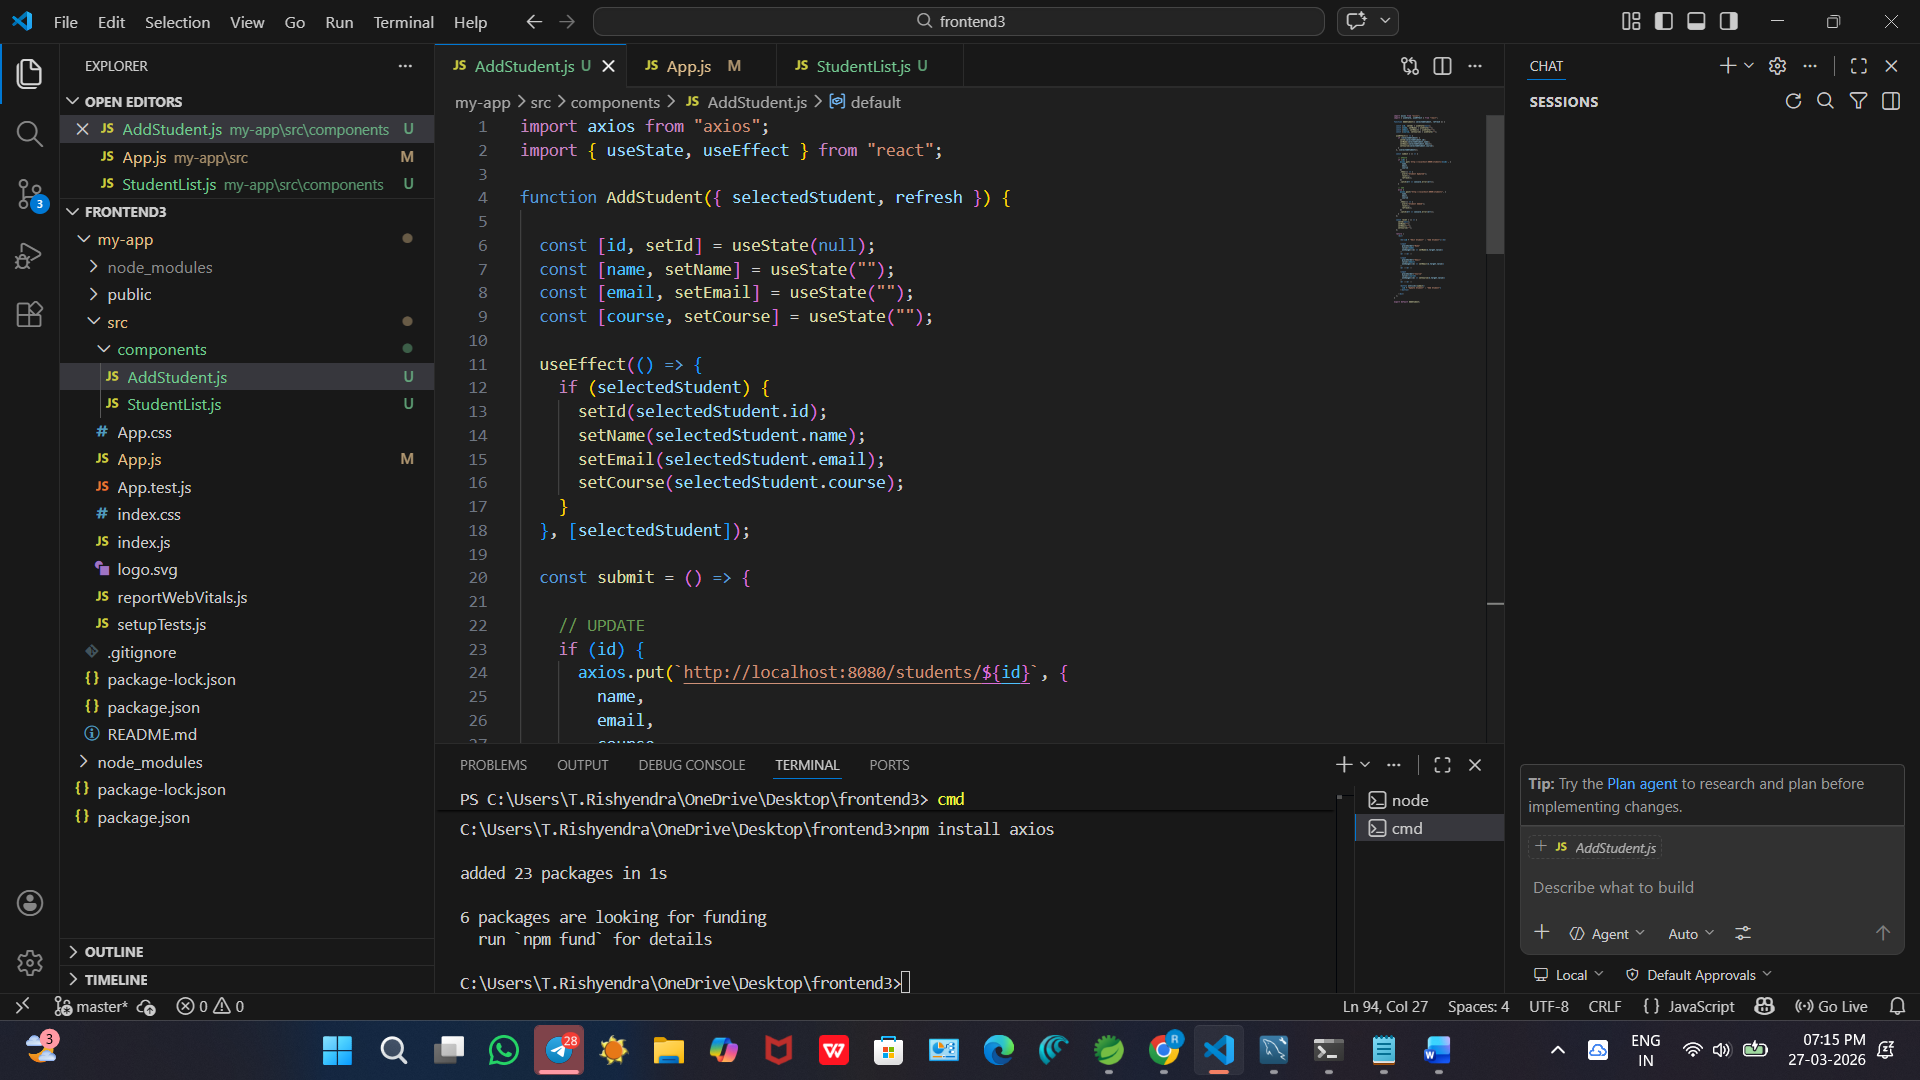 File Edit Selection View Go Run Terminal Help
frontend3
EXPLORER
OPEN EDITORS
AddStudent.js my-app\src\components U
App.js my-app\src M
StudentList.js my-app\src\components U
FRONTEND3
my-app
node_modules
public
src
components
AddStudent.js U
StudentList.js U
App.css
App.js M
App.test.js
index.css
index.js
logo.svg
reportWebVitals.js
setupTests.js
.gitignore
package-lock.json
package.json
README.md
node_modules
package-lock.json
package.json
OUTLINE
TIMELINE
3
AddStudent.js U
App.js M
StudentList.js U
my-app > src > components > JS AddStudent.js > default
1 import axios from "axios";
2 import { useState, useEffect } from "react";
3
4 function AddStudent({ selectedStudent, refresh }) {
5
6 const [id, setId] = useState(null);
7 const [name, setName] = useState("");
8 const [email, setEmail] = useState("");
9 const [course, setCourse] = useState("");
10
11 useEffect(() => {
12 if (selectedStudent) {
13 setId(selectedStudent.id);
14 setName(selectedStudent.name);
15 setEmail(selectedStudent.email);
16 setCourse(selectedStudent.course);
17 }
18 }, [selectedStudent]);
19
20 const submit = () => {
21
22 // UPDATE
23 if (id) {
24 axios.put(`http://localhost:8080/students/${id}`, {
25 name,
26 email,
27 course
PROBLEMS OUTPUT DEBUG CONSOLE TERMINAL PORTS
PS C:\Users\T.Rishyendra\OneDrive\Desktop\frontend3> cmd
C:\Users\T.Rishyendra\OneDrive\Desktop\frontend3>npm install axios
added 23 packages in 1s
6 packages are looking for funding
run `npm fund` for details
C:\Users\T.Rishyendra\OneDrive\Desktop\frontend3>
node
cmd
CHAT
SESSIONS
Tip: Try the Plan agent to research and plan before
implementing changes.
JS AddStudent.js
Describe what to build
Agent Auto
Local Default Approvals
master* 0 0
Ln 94, Col 27 Spaces: 4 UTF-8 CRLF { } JavaScript Go Live
3
28
R
ENG
IN
07:15 PM
27-03-2026